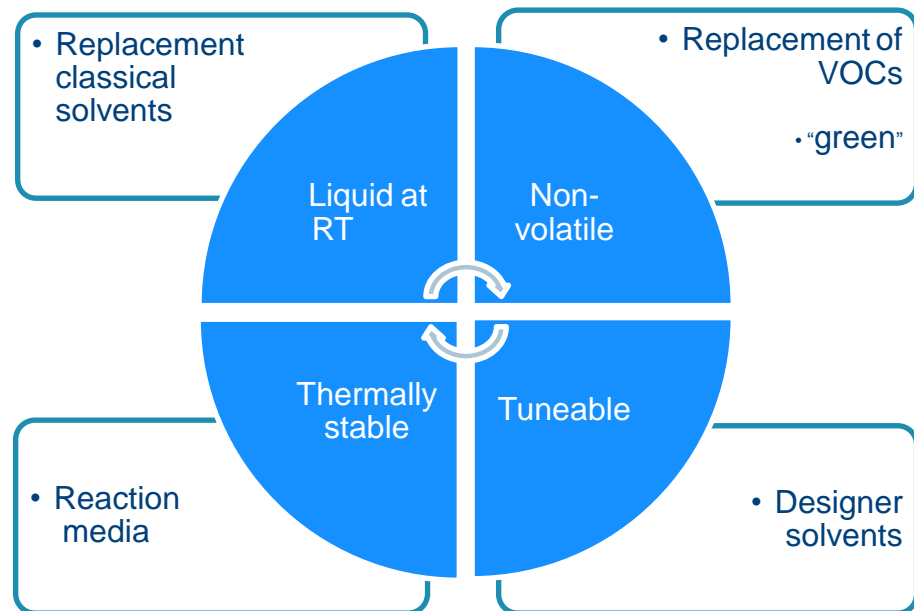 • Replacement
classical
solvents
• Replacement of
VOCs
• “green”
Liquid at
RT
Non-
volatile
Thermally
stable
Tuneable
• Reaction
media
• Designer
solvents